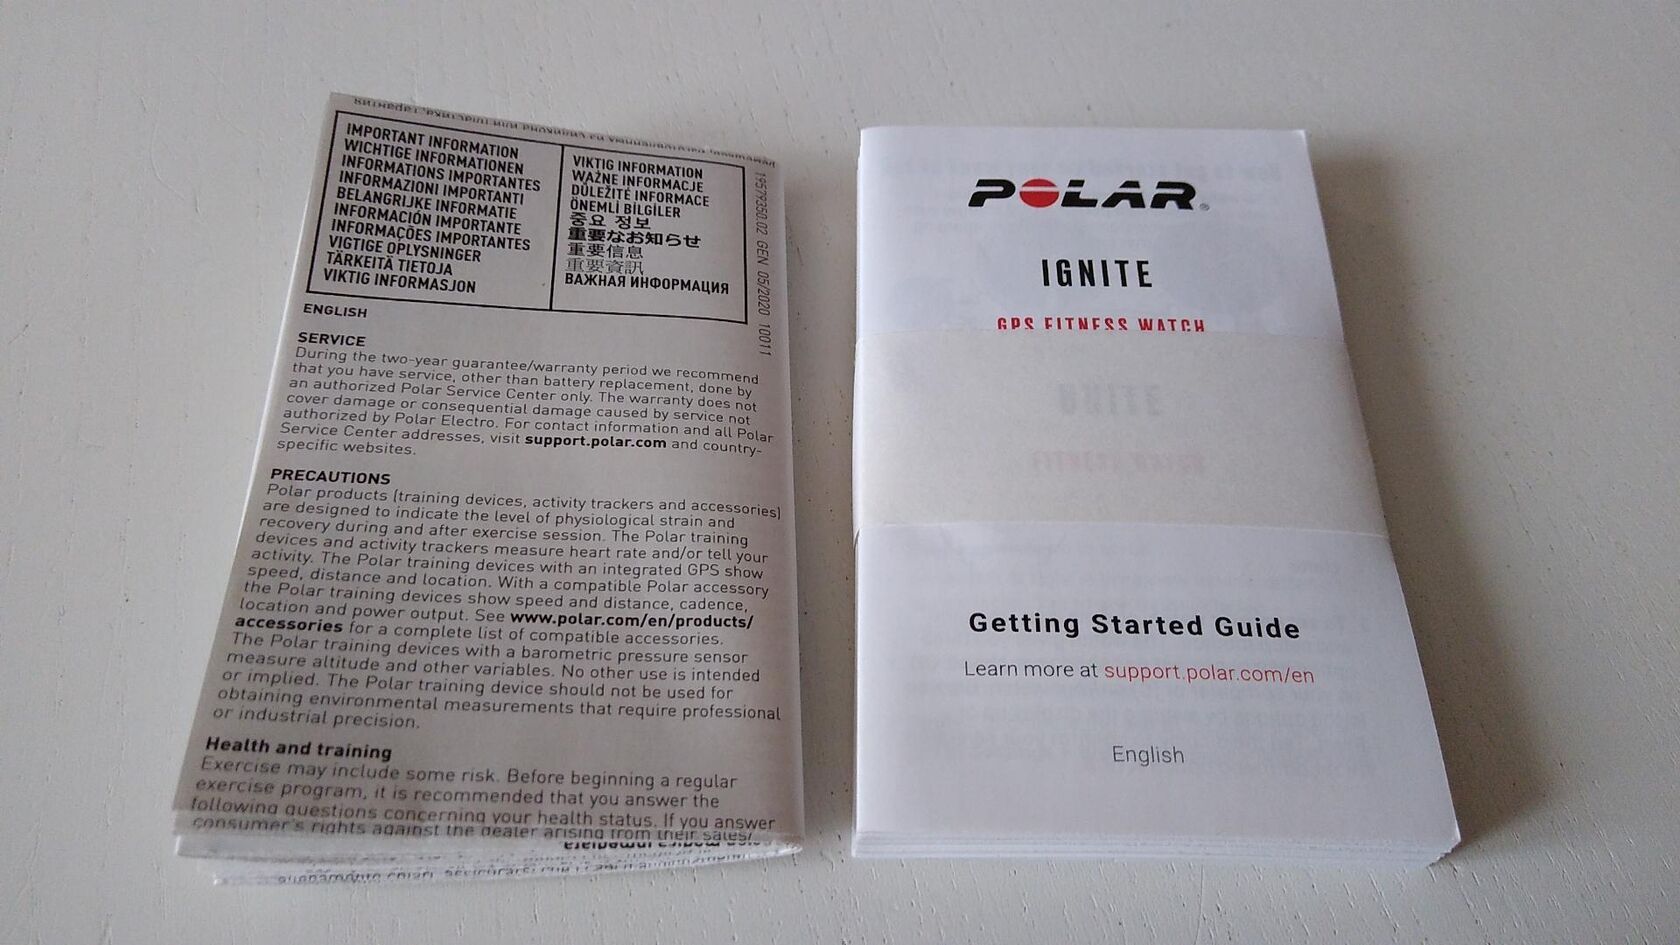 IMPORTANT INFORMATION
WICHTIGE INFORMATIONEN
INFORMATIONS IMPORTANTES
INFORMAZIONI IMPORTANTI
BELANGRIJKE INFORMATIE
INFORMACIÓN IMPORTANTE
INFORMAÇÕES IMPORTANTES
VIGTIGE OPLYSNINGER
TÄRKEITÄ TIETOJA
VIKTIG INFORMASJON
VIKTIG INFORMATION
WAŻNE INFORMACJE
DŮLEŽITÉ INFORMACE
ÖNEMLİ BİLGİLER
중요 정보
重要なお知らせ
重要信息
重要資訊
ВАЖНАЯ ИНФОРМАЦИЯ
19579350.02 GEN 05/2020 10011
ENGLISH
SERVICE
During the two-year guarantee/warranty period we recommend
that you have service, other than battery replacement, done by
an authorized Polar Service Center only. The warranty does not
cover damage or consequential damage caused by service not
authorized by Polar Electro. For contact information and all Polar
Service Center addresses, visit support.polar.com and country-
specific websites.
PRECAUTIONS
Polar products (training devices, activity trackers and accessories)
are designed to indicate the level of physiological strain and
recovery during and after exercise session. The Polar training
devices and activity trackers measure heart rate and/or tell your
activity. The Polar training devices with an integrated GPS show
speed, distance and location. With a compatible Polar accessory
the Polar training devices show speed and distance, cadence,
location and power output. See www.polar.com/en/products/
accessories for a complete list of compatible accessories.
The Polar training devices with a barometric pressure sensor
measure altitude and other variables. No other use is intended
or implied. The Polar training device should not be used for
obtaining environmental measurements that require professional
or industrial precision.
Health and training
Exercise may include some risk. Before beginning a regular
exercise program, it is recommended that you answer the
following questions concerning your health status. If you answer
consumer's rights against the dealer arising from their sales/
POLAR®
IGNITE
GPS FITNESS WATCH
Getting Started Guide
Learn more at support.polar.com/en
English